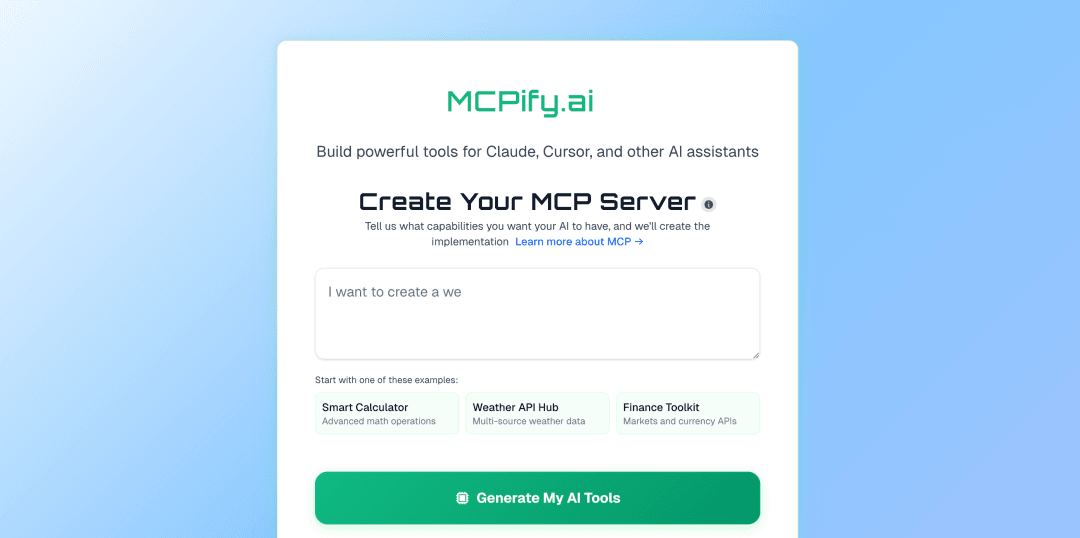 MCPify.ai
Build powerful tools for Claude, Cursor, and other AI assistants
Create Your MCP Server
Tell us what capabilities you want your AI to have, and we'll create the
implementation Learn more about MCP →
I want to create a we
Start with one of these examples:
Smart Calculator Weather API Hub Finance Toolkit
Advanced math operations Multi-source weather data Markets and currency APIs
Generate My AI Tools